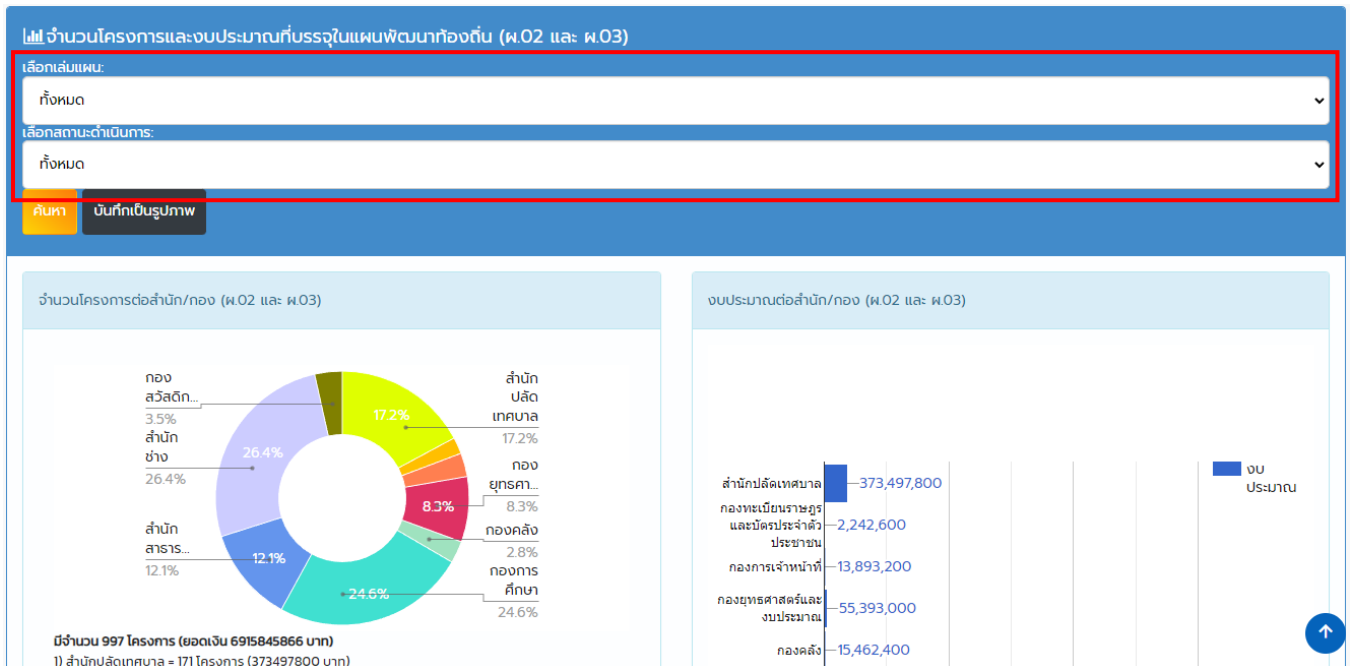 จำนวนโครงการและงบประมาณที่บรรจุในแผนพัฒนาท้องถิ่น (ผ.02 และ ผ.03)
เลือกเล่มแผน:
ทั้งหมด
เลือกสถานะดำเนินการ:
ทั้งหมด
ค้นหา
บันทึกเป็นรูปภาพ
จำนวนโครงการต่อสำนัก/กอง (ผ.02 และ ผ.03)
กอง
สวัสดิก...
3.5%
สำนัก
ช่าง
26.4%
สำนัก
สาธาร...
12.1%
17.2%
26.4%
8.3%
12.1%
24.6%
สำนัก
ปลัด
เทศบาล
17.2%
กอง
ยุทธศา...
8.3%
กองคลัง
2.8%
กองการ
ศึกษา
24.6%
มีจำนวน 997 โครงการ (ยอดเงิน 6915845866 บาท)
1) สำนักปลัดเทศบาล = 171 โครงการ (373497800 บาท)
งบประมาณต่อสำนัก/กอง (ผ.02 และ ผ.03)
สำนักปลัดเทศบาล 373,497,800
กองทะเบียนราษฎร
และบัตรประจำตัว 2,242,600
ประชาชน
กองการเจ้าหน้าที่ 13,893,200
กองยุทธศาสตร์และ
งบประมาณ
55,393,000
กองคลัง 15,462,400
งบ
ประมาณ